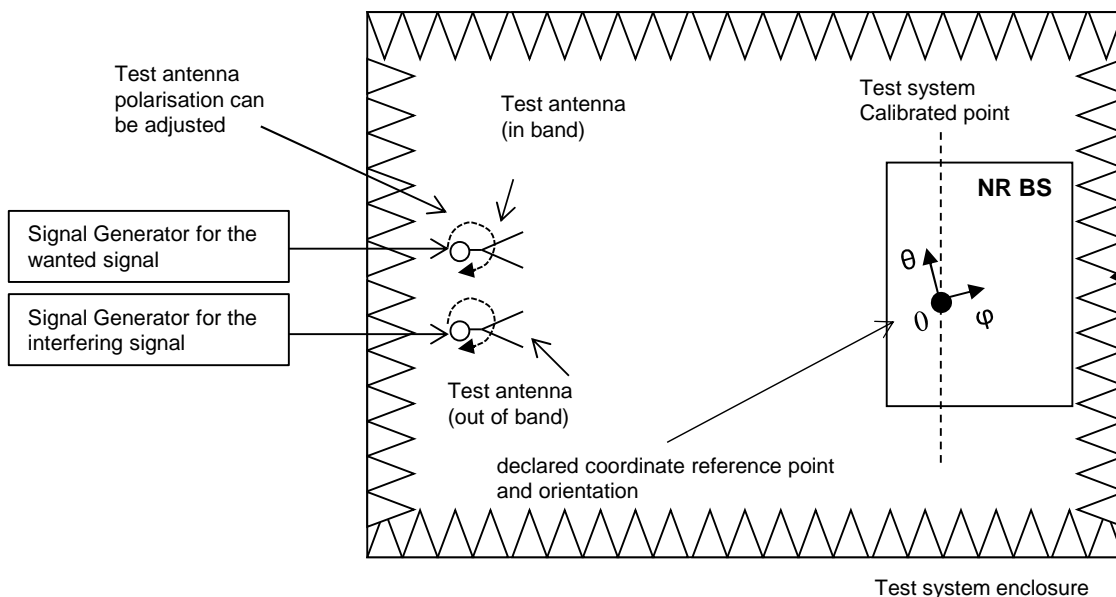 Test antenna
polarisation can
be adjusted
Test antenna
(in band)
Test system
Calibrated point
NR BS
Signal Generator for the
wanted signal
θ
φ
0
Signal Generator for the
interfering signal
Test antenna
(out of band)
declared coordinate reference point
and orientation
Test system enclosure